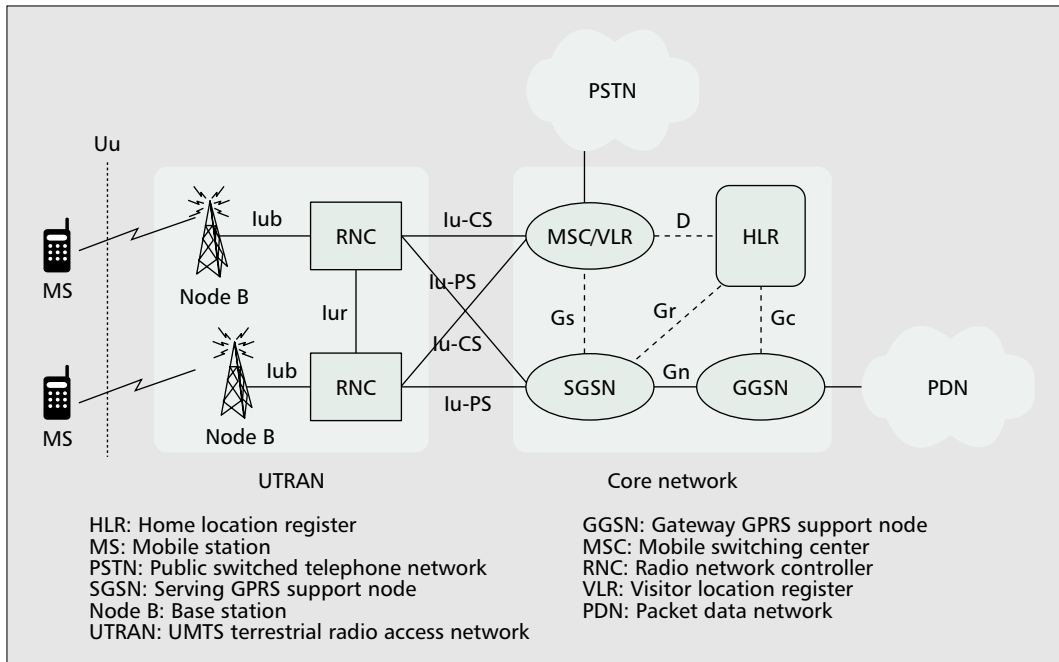 PSTN
Uu
Iub
RNC
Iu-CS
MSC/VLR
D
HLR
MS
Node B
Iu-PS
Iur
Gs
Gr
Gc
Iu-CS
Iub
RNC
Iu-PS
SGSN
Gn
GGSN
PDN
MS
Node B
UTRAN
Core network
HLR: Home location register
MS: Mobile station
PSTN: Public switched telephone network
SGSN: Serving GPRS support node
Node B: Base station
UTRAN: UMTS terrestrial radio access network
GGSN: Gateway GPRS support node
MSC: Mobile switching center
RNC: Radio network controller
VLR: Visitor location register
PDN: Packet data network